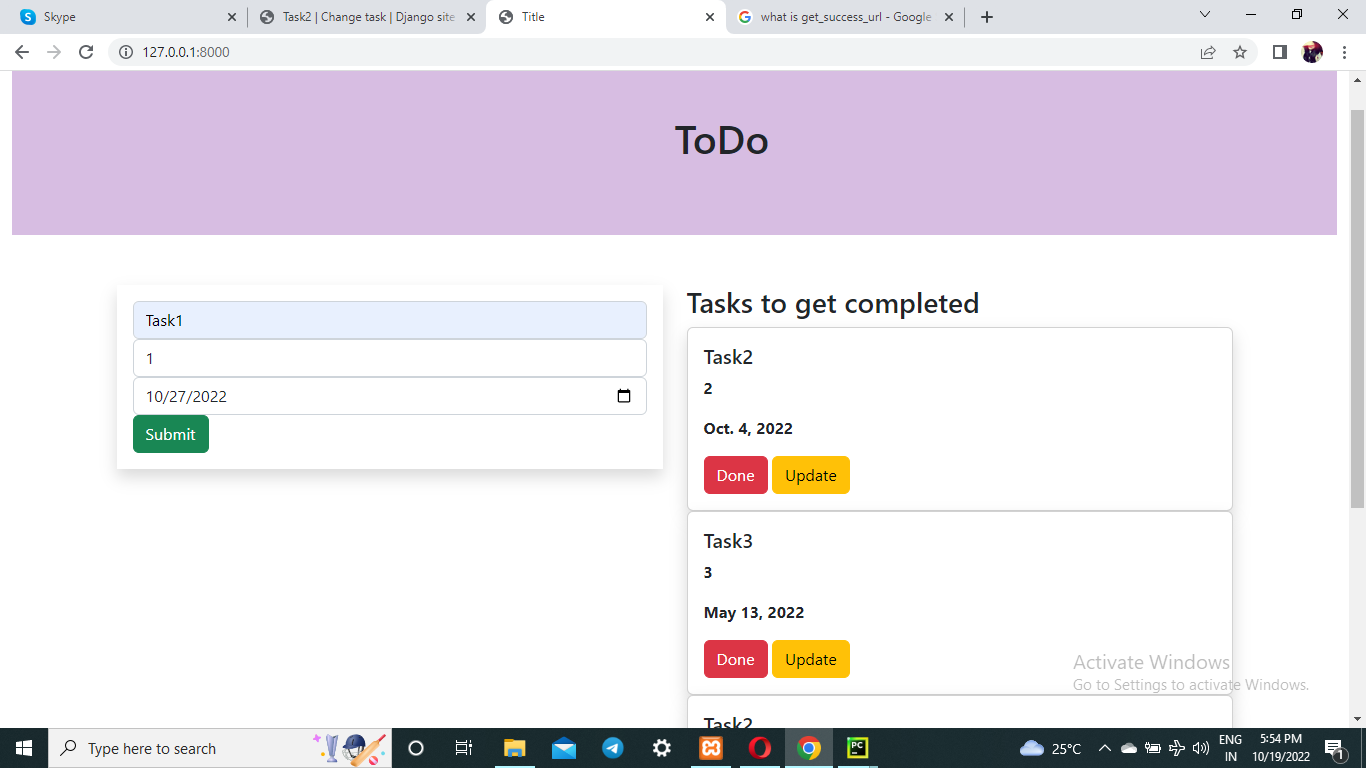 Skype
Task2 | Change task | Django site
Title
what is get_success_url - Google
127.0.0.1:8000
ToDo
Task1
1
10/27/2022
Submit
Tasks to get completed
Task2
2
Oct. 4, 2022
Done Update
Task3
3
May 13, 2022
Done Update
Task2
Activate Windows
Go to Settings to activate Windows.
Type here to search
25°C
ENG
IN
5:54 PM
10/19/2022
1